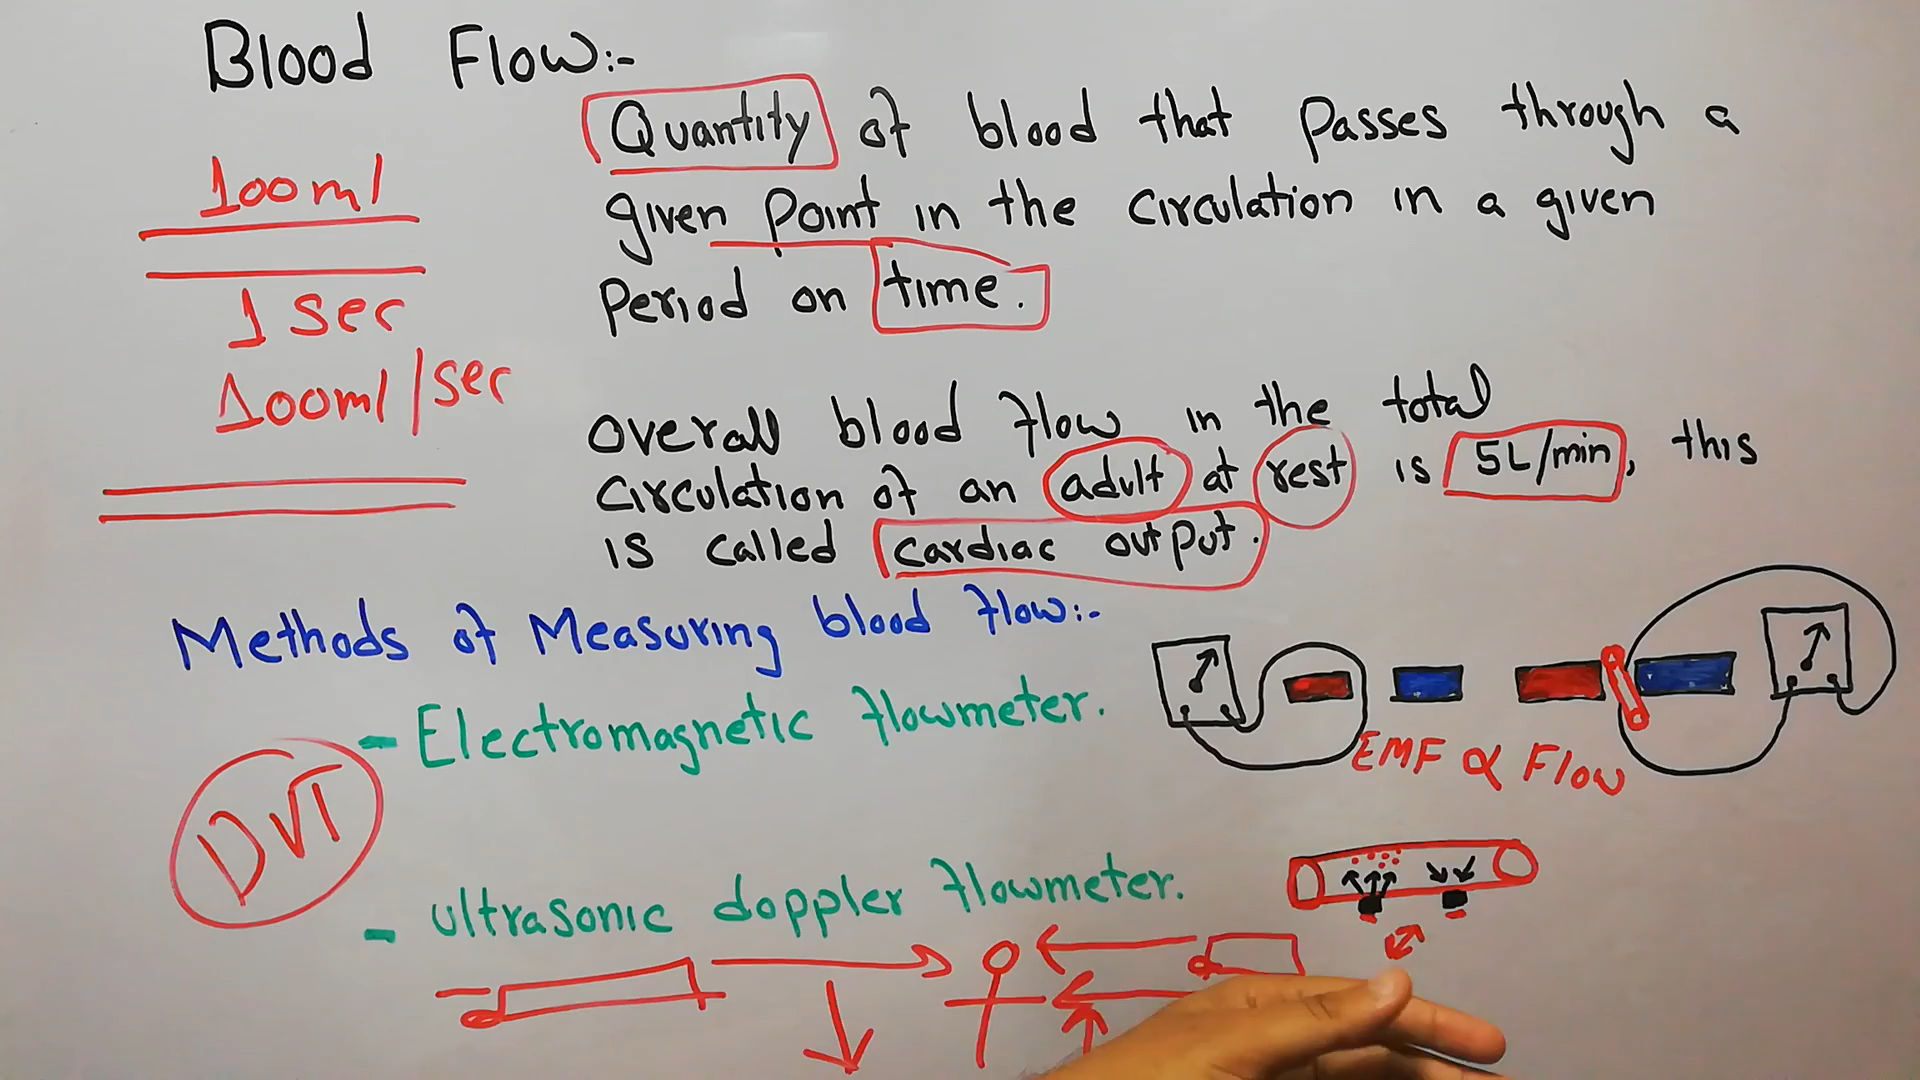 Blood Flow:-
Quantity of blood that passes through a
given point in the circulation in a given
period on time.
100ml
1 sec
100ml/sec
overall blood flow in the total
circulation of an adult at rest is 5L/min, this
is called cardiac output.
Methods of Measuring blood flow:-
- Electromagnetic flowmeter.
EMF ∝ Flow
DVT
- ultrasonic doppler flowmeter.